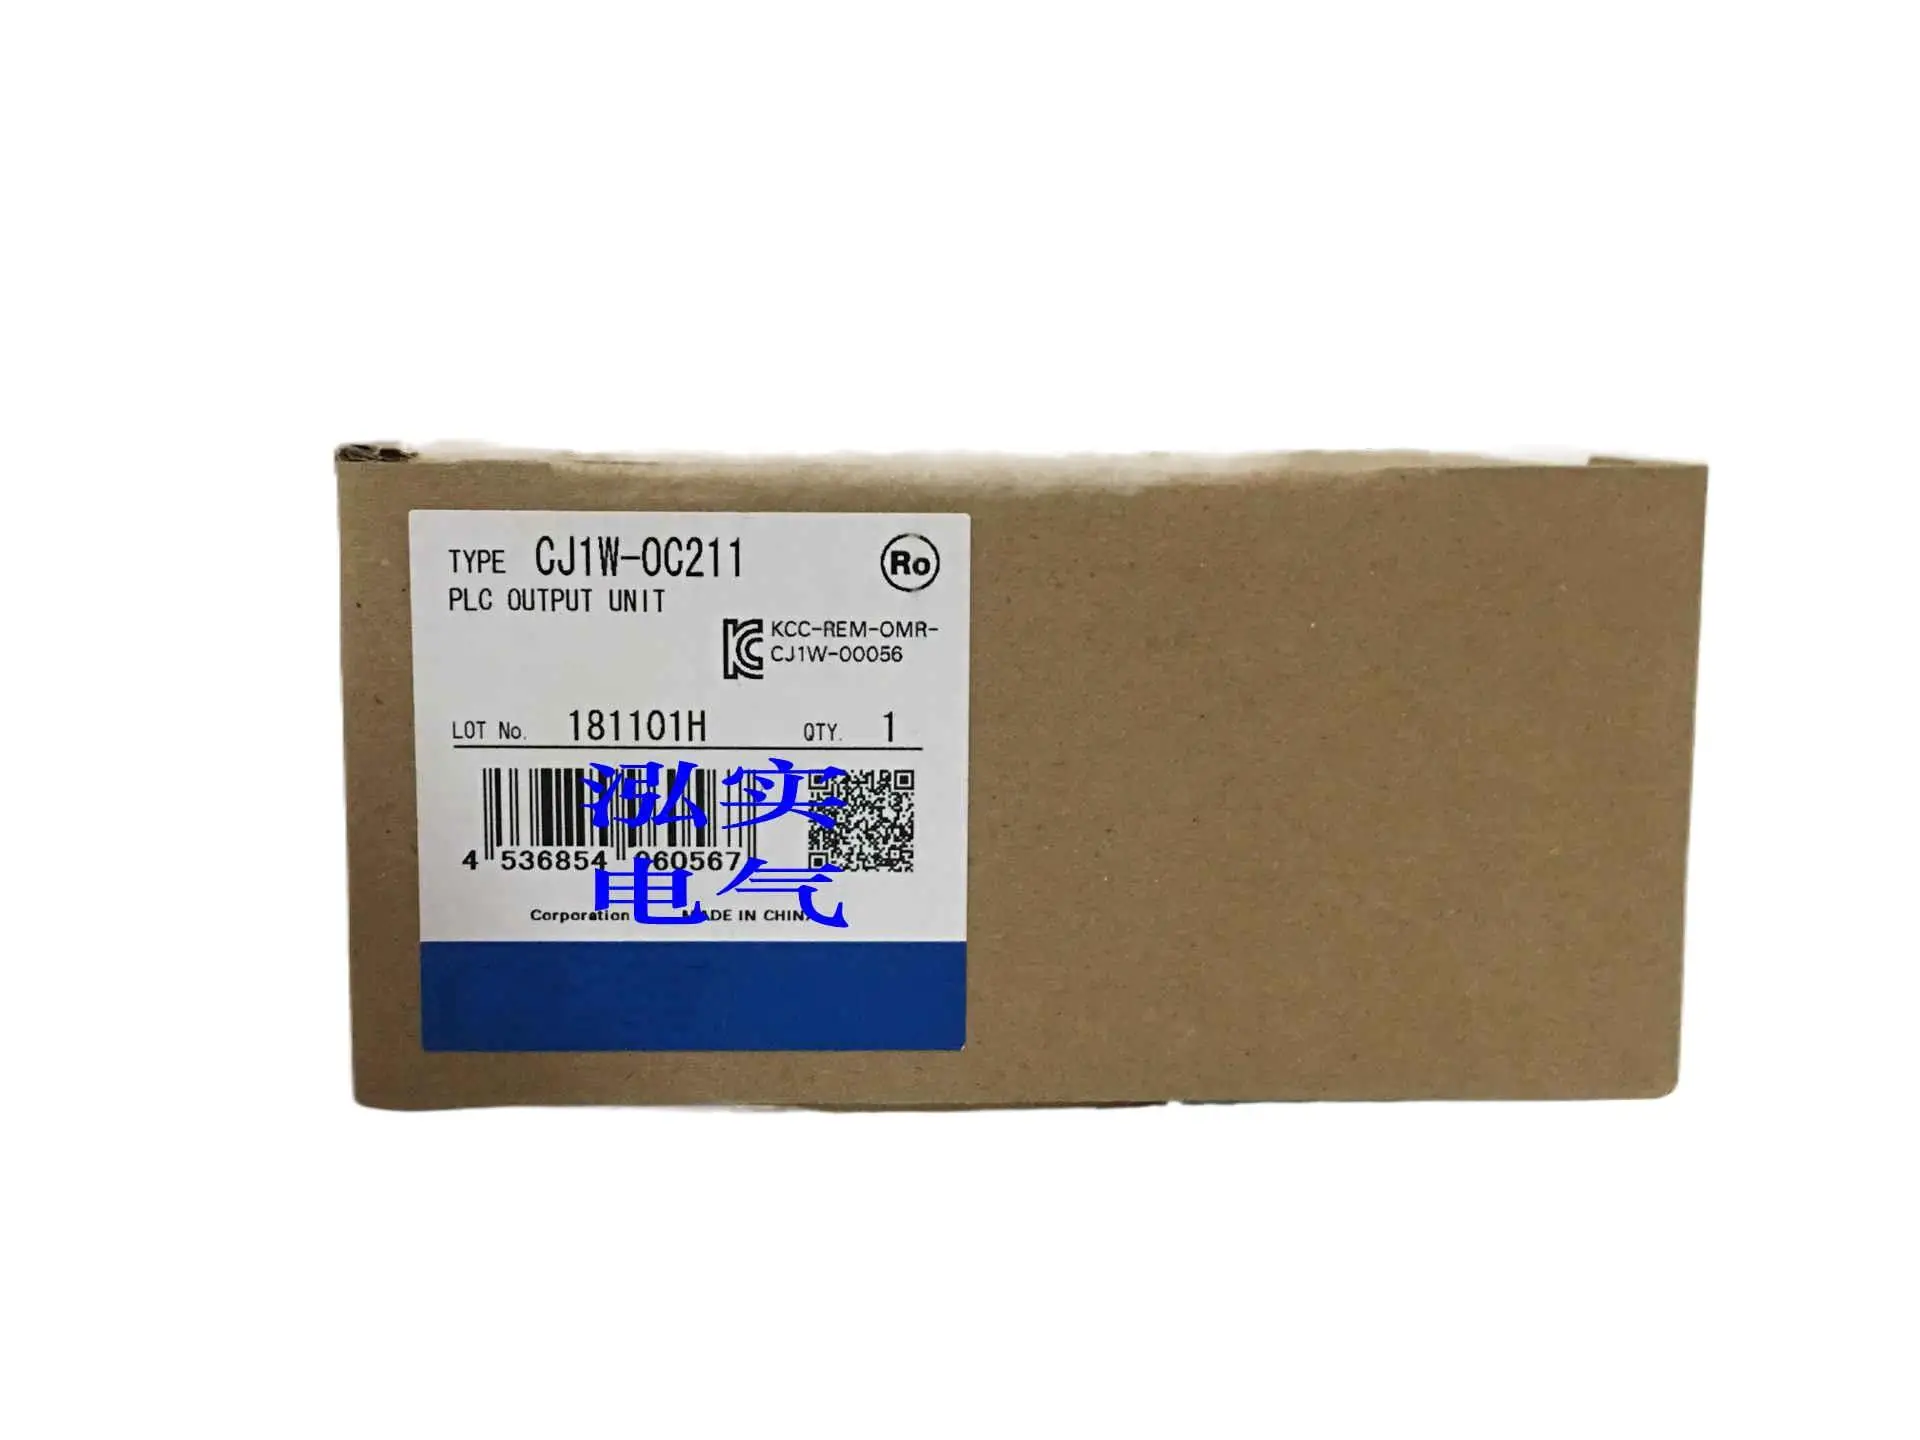 TYPE CJ1W-OC211
Ro
PLC OUTPUT UNIT
KCC-REM-OMR-
CJ1W-00056
LOT No. 181101H QTY. 1
泓实
4 536854 060567
电气
Corporation MADE IN CHINA